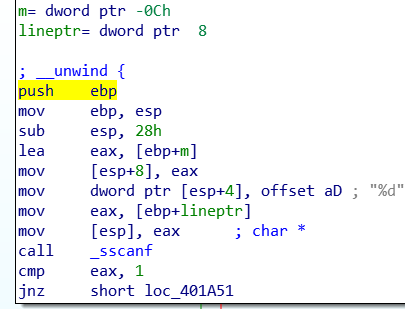 m= dword ptr -0Ch
lineptr= dword ptr  8
; __unwind {
push    ebp
mov     ebp, esp
sub     esp, 28h
lea     eax, [ebp+m]
mov     [esp+8], eax
mov     dword ptr [esp+4], offset aD ; "%d"
mov     eax, [ebp+lineptr]
mov     [esp], eax      ; char *
call    _sscanf
cmp     eax, 1
jnz     short loc_401A51